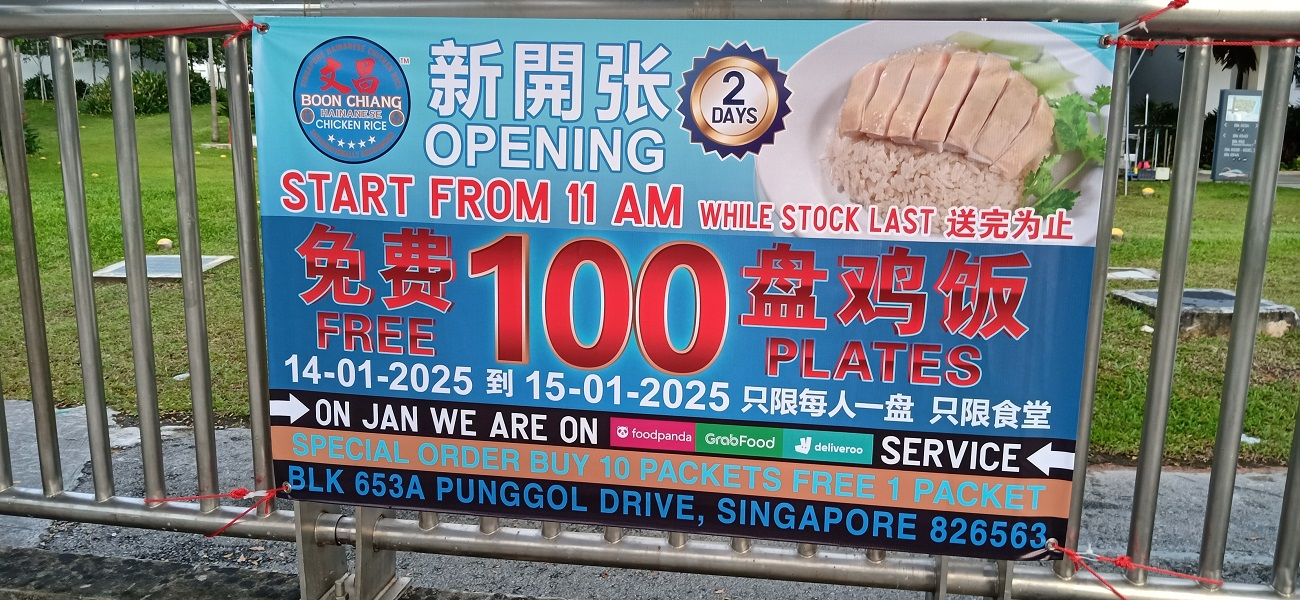 文昌
TM
BOON CHIANG
HAINANESE
CHICKEN RICE
新開张
OPENING
2
DAYS
START FROM 11 AM WHILE STOCK LAST 送完为止
免费 100 盘鸡饭
FREE PLATES
14-01-2025 到 15-01-2025 只限每人一盘 只限食堂
ON JAN WE ARE ON foodpanda GrabFood deliveroo SERVICE
SPECIAL ORDER BUY 10 PACKETS FREE 1 PACKET
BLK 653A PUNGGOL DRIVE, SINGAPORE 826563